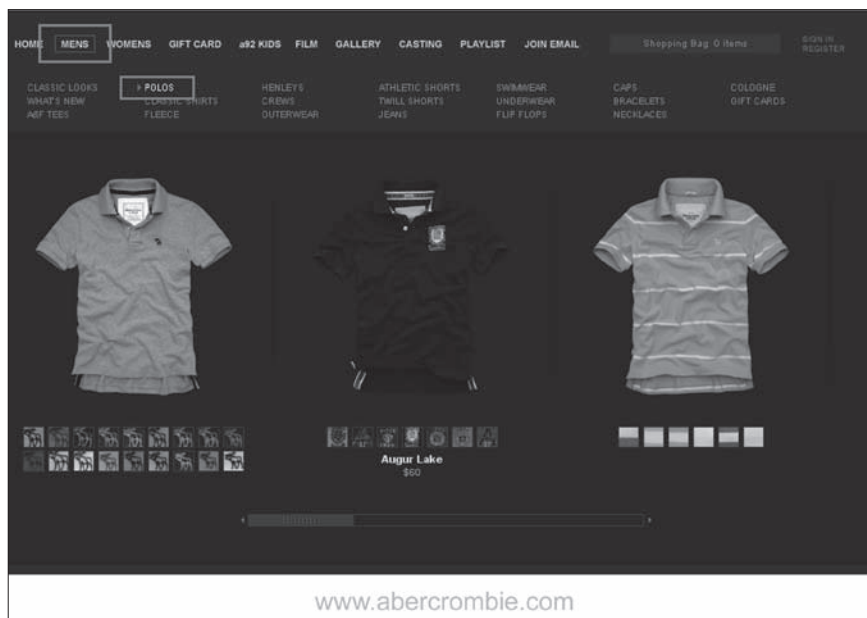 HOME MENS WOMENS GIFT CARD a92 KIDS FILM GALLERY CASTING PLAYLIST JOIN EMAIL Shopping Bag: 0 items SIGN IN
REGISTER
CLASSIC LOOKS POLOS HENLEYS ATHLETIC SHORTS SWIMWEAR CAPS COLOGNE
WHAT'S NEW CLASSIC SHIRTS CREWS TWILL SHORTS UNDERWEAR BRACELETS GIFT CARDS
A&F TEES FLEECE OUTERWEAR JEANS FLIP FLOPS NECKLACES
Augur Lake
$60
www.abercrombie.com